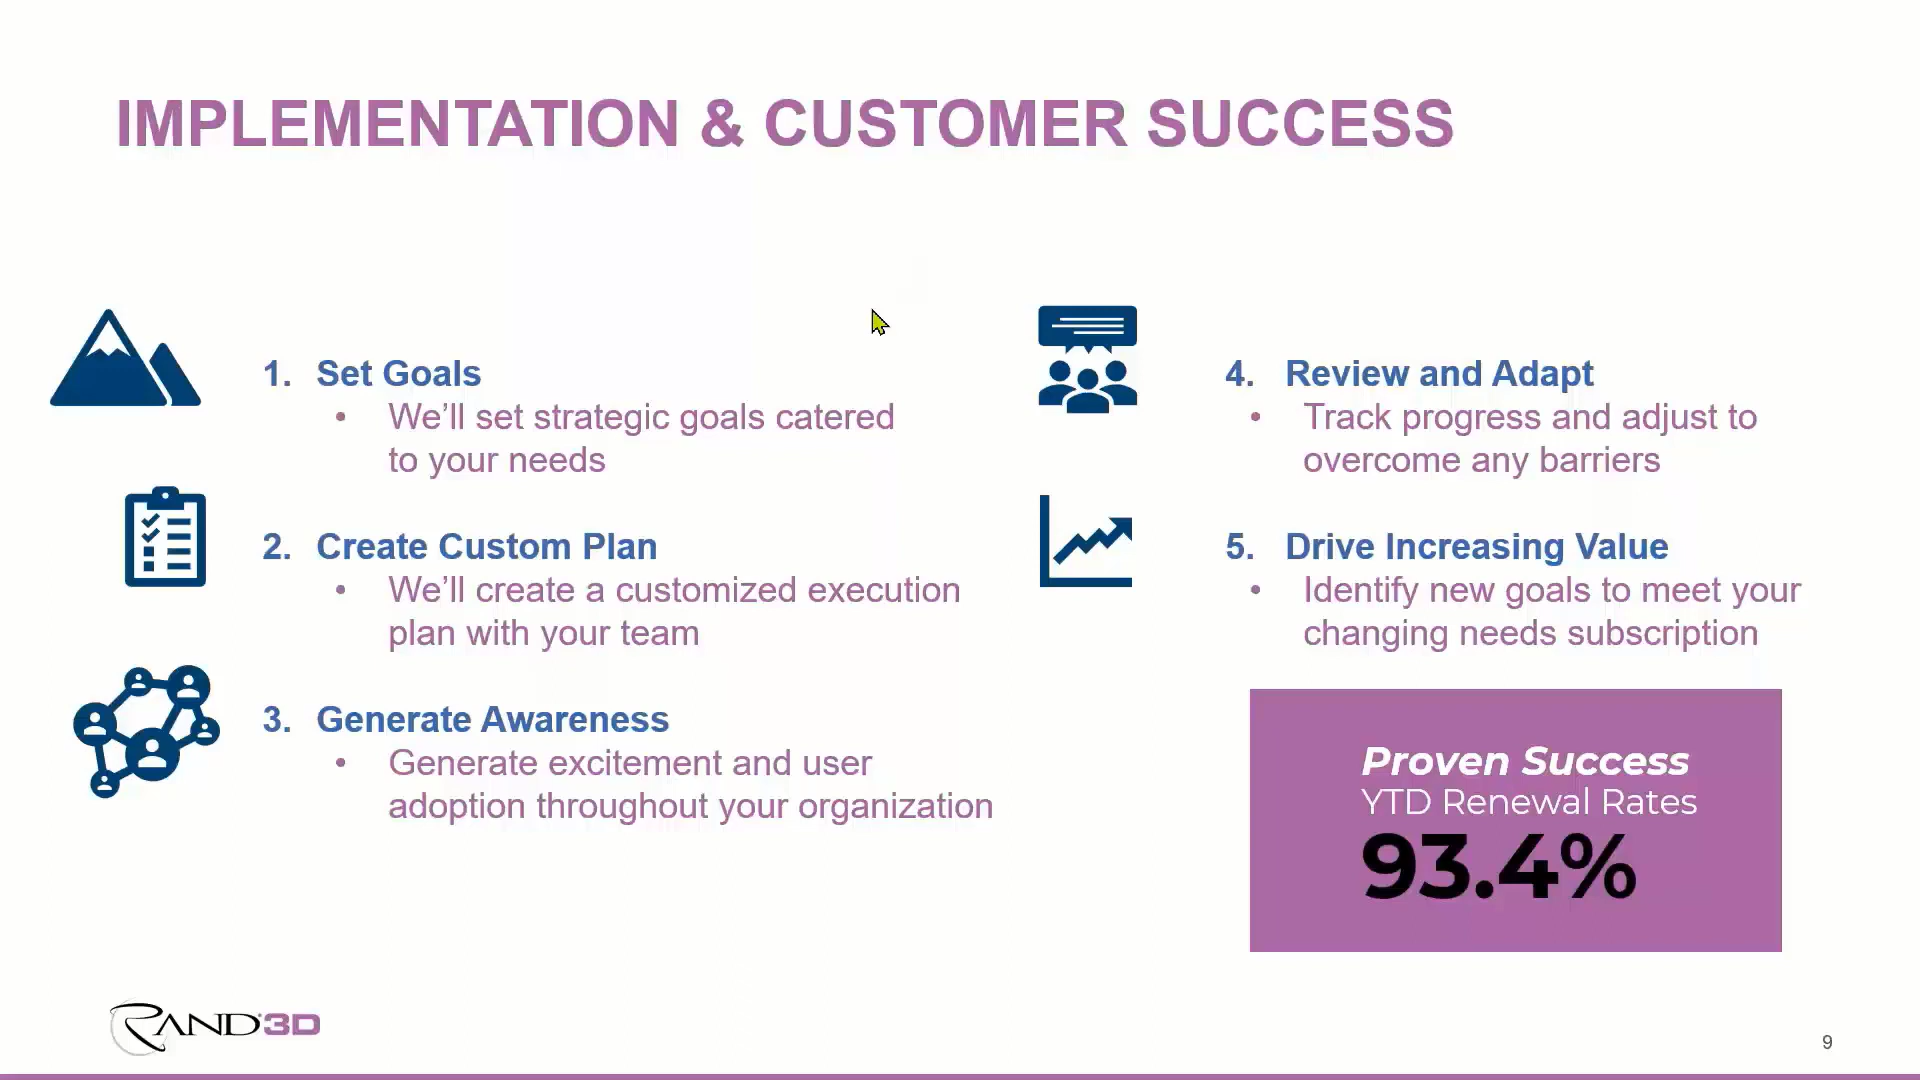 IMPLEMENTATION & CUSTOMER SUCCESS
1. Set Goals
• We’ll set strategic goals catered
to your needs
2. Create Custom Plan
• We’ll create a customized execution
plan with your team
3. Generate Awareness
• Generate excitement and user
adoption throughout your organization
4. Review and Adapt
• Track progress and adjust to
overcome any barriers
5. Drive Increasing Value
• Identify new goals to meet your
changing needs subscription
Proven Success
YTD Renewal Rates
93.4%
RAND 3D
9